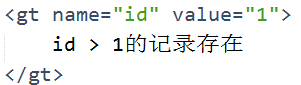 <gt name="id" value="1">
id > 1的记录存在
</gt>